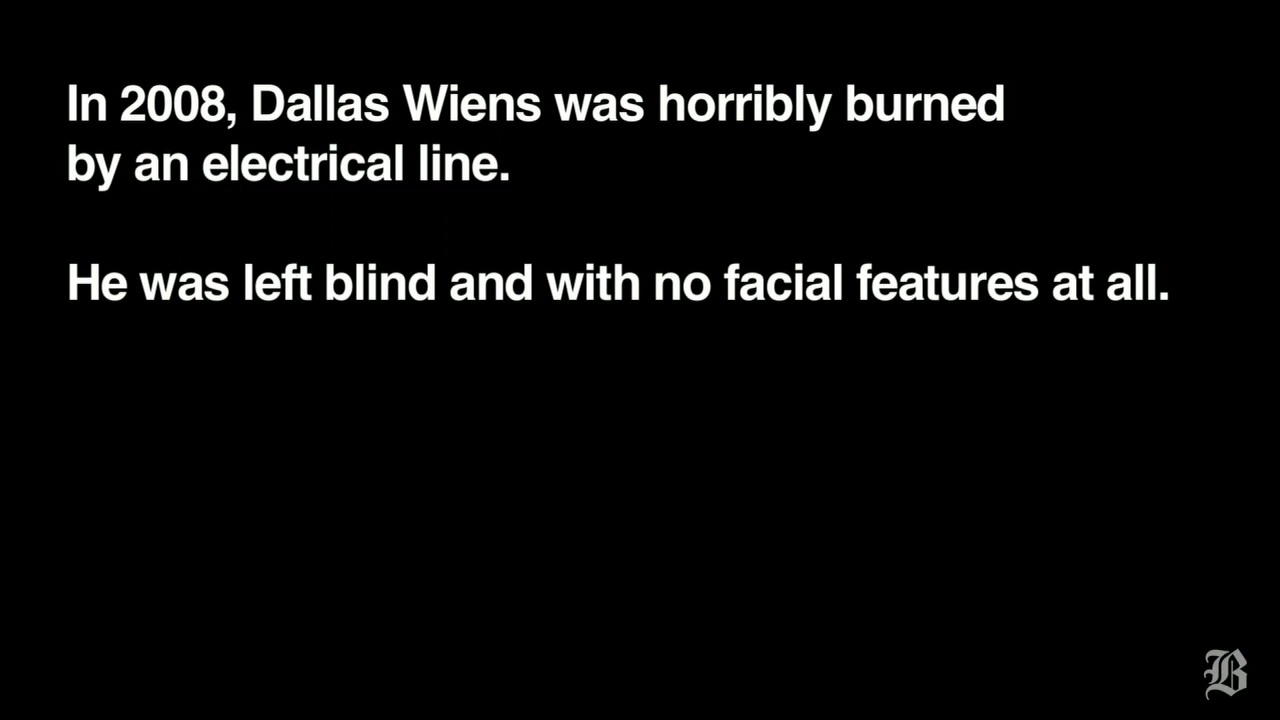 In 2008, Dallas Wiens was horribly burned
by an electrical line.
He was left blind and with no facial features at all.
B